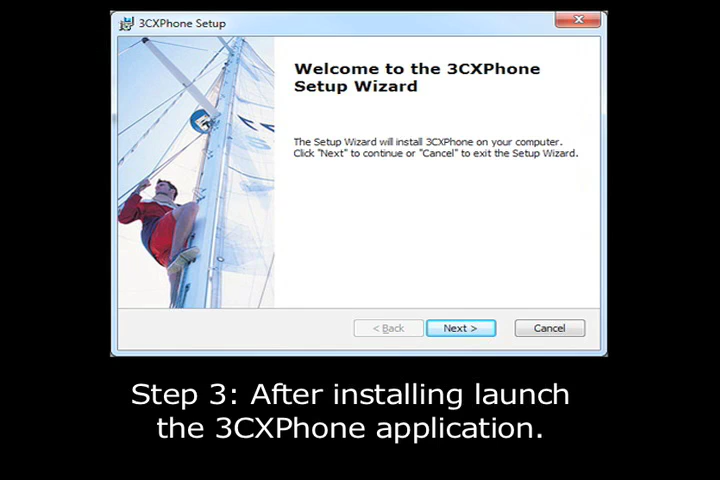 3CXPhone Setup
Welcome to the 3CXPhone
Setup Wizard
The Setup Wizard will install 3CXPhone on your computer.
Click "Next" to continue or "Cancel" to exit the Setup Wizard.
< Back
Next >
Cancel
Step 3: After installing launch
the 3CXPhone application.